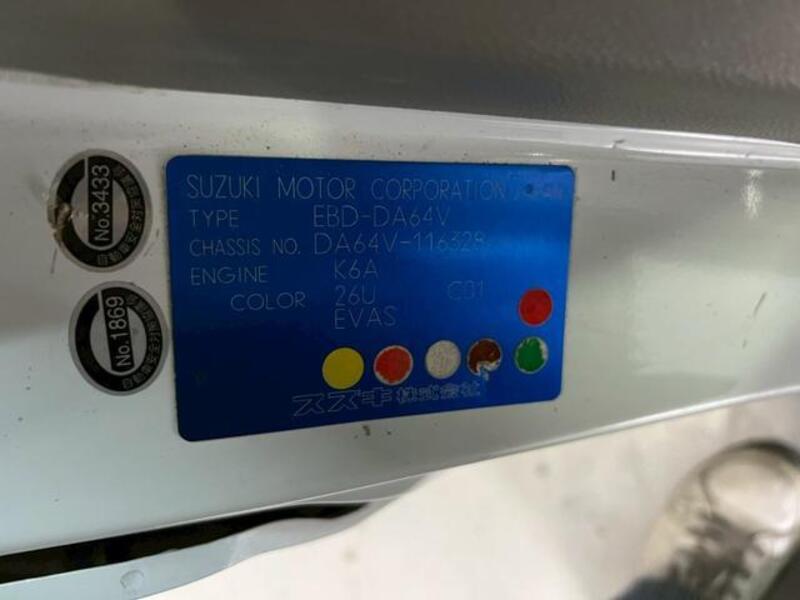 SUZUKI MOTOR CORPORATION
TYPE EBD-DA64V
CHASSIS NO. DA64V-116328
ENGINE K6A
COLOR 26U C01
EVAS
スズキ株式会社
No.3433
No.1869